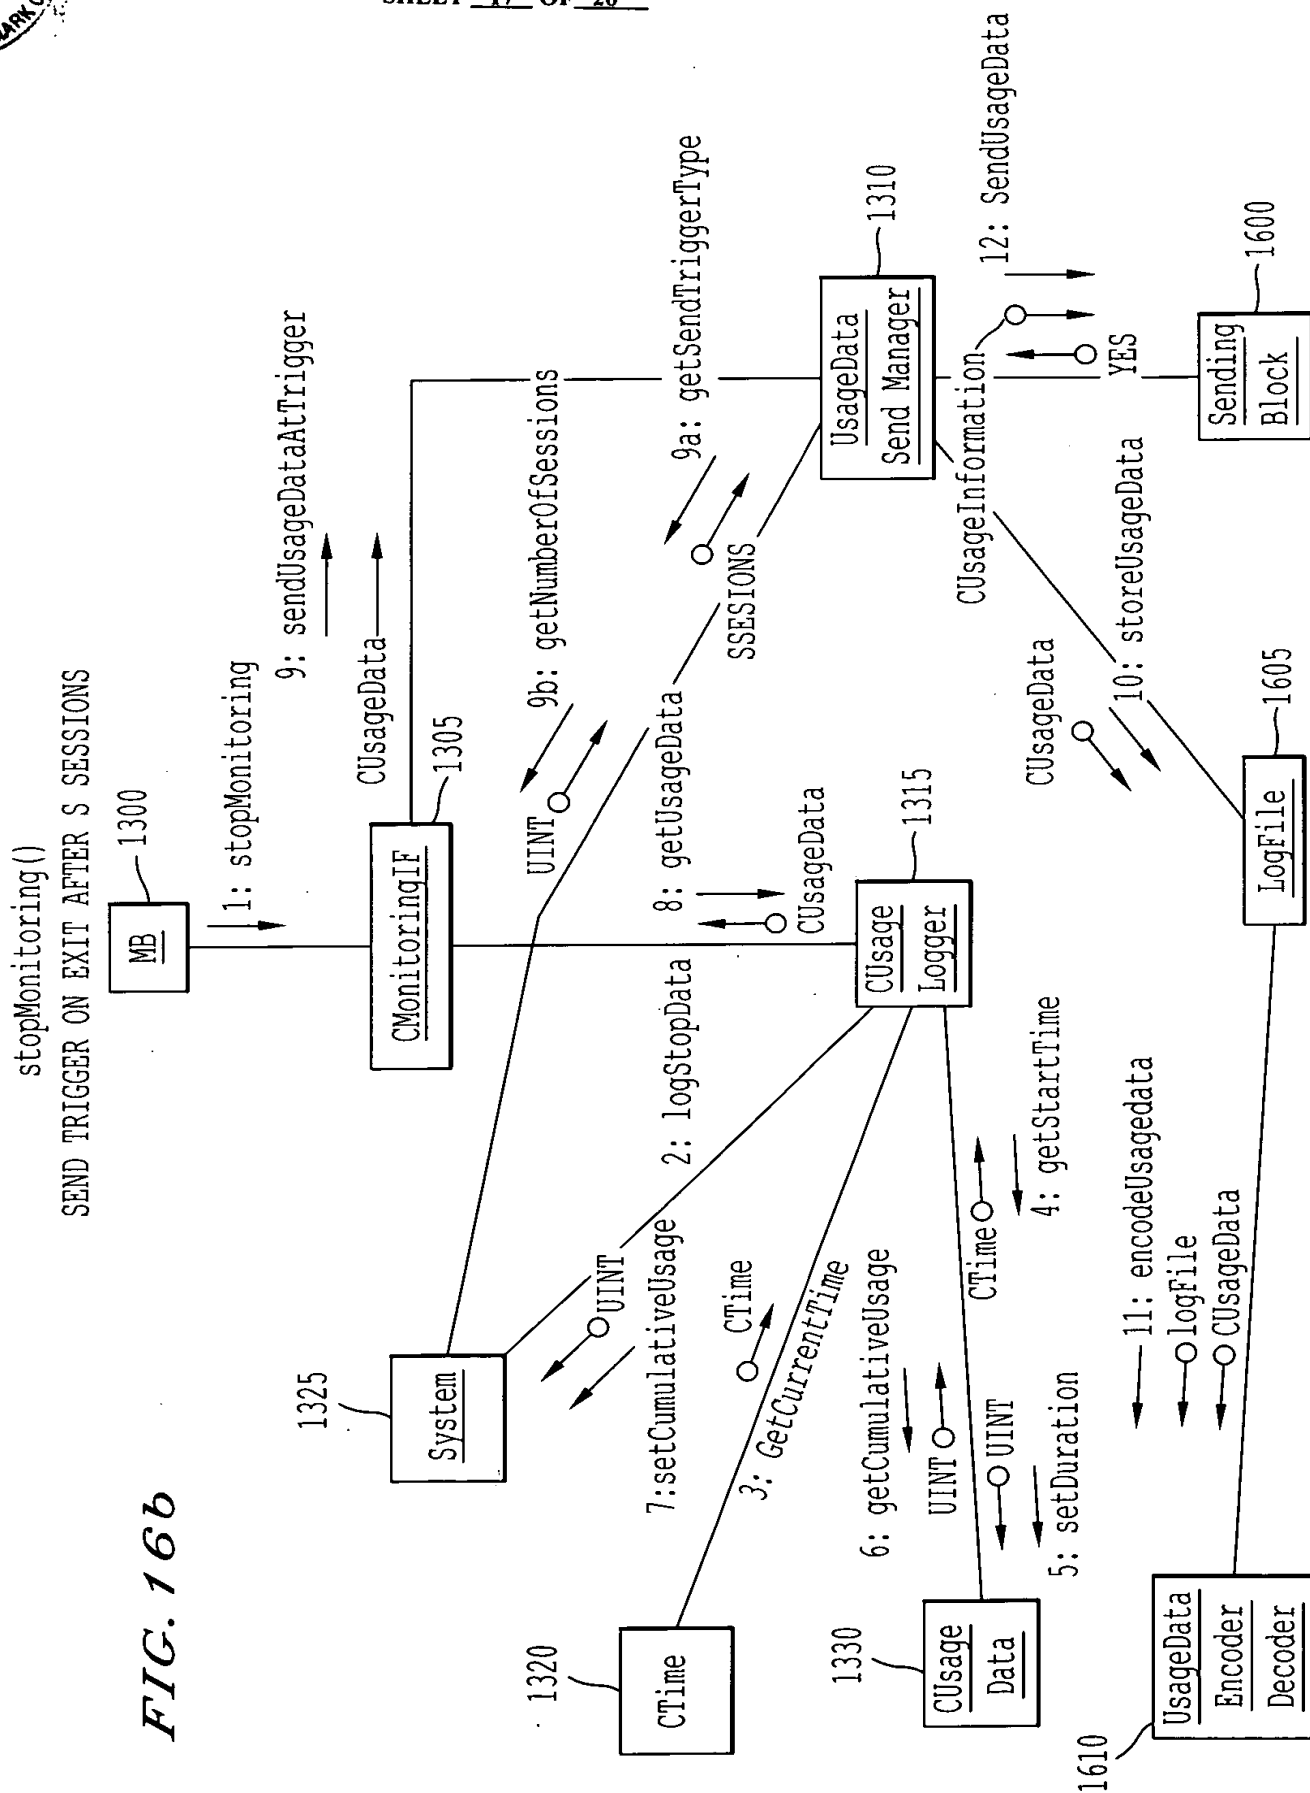 SHEET 17 OF 20
FIG. 16b
stopMonitoring()
SEND TRIGGER ON EXIT AFTER S SESSIONS
MB
1300
1: stopMonitoring
CMonitoringIF
1305
9: sendUsageDataAtTrigger
CUsageData
9b: getNumberOfSessions
UINT
9a: getSendTriggerType
SSESIONS
UsageData
Send Manager
1310
12: SendUsageData
CUsageInformation
YES
Sending
Block
1600
10: storeUsageData
CUsageData
LogFile
1605
8: getUsageData
CUsageData
2: logStopData
CUsage
Logger
1315
System
1325
UINT
7:setCumulativeUsage
CTime
3: GetCurrentTime
CTime
1320
6: getCumulativeUsage
UINT
UINT
5: setDuration
CTime
4: getStartTime
CUsage
Data
1330
11: encodeUsagedata
logFile
CUsageData
UsageData
Encoder
Decoder
1610